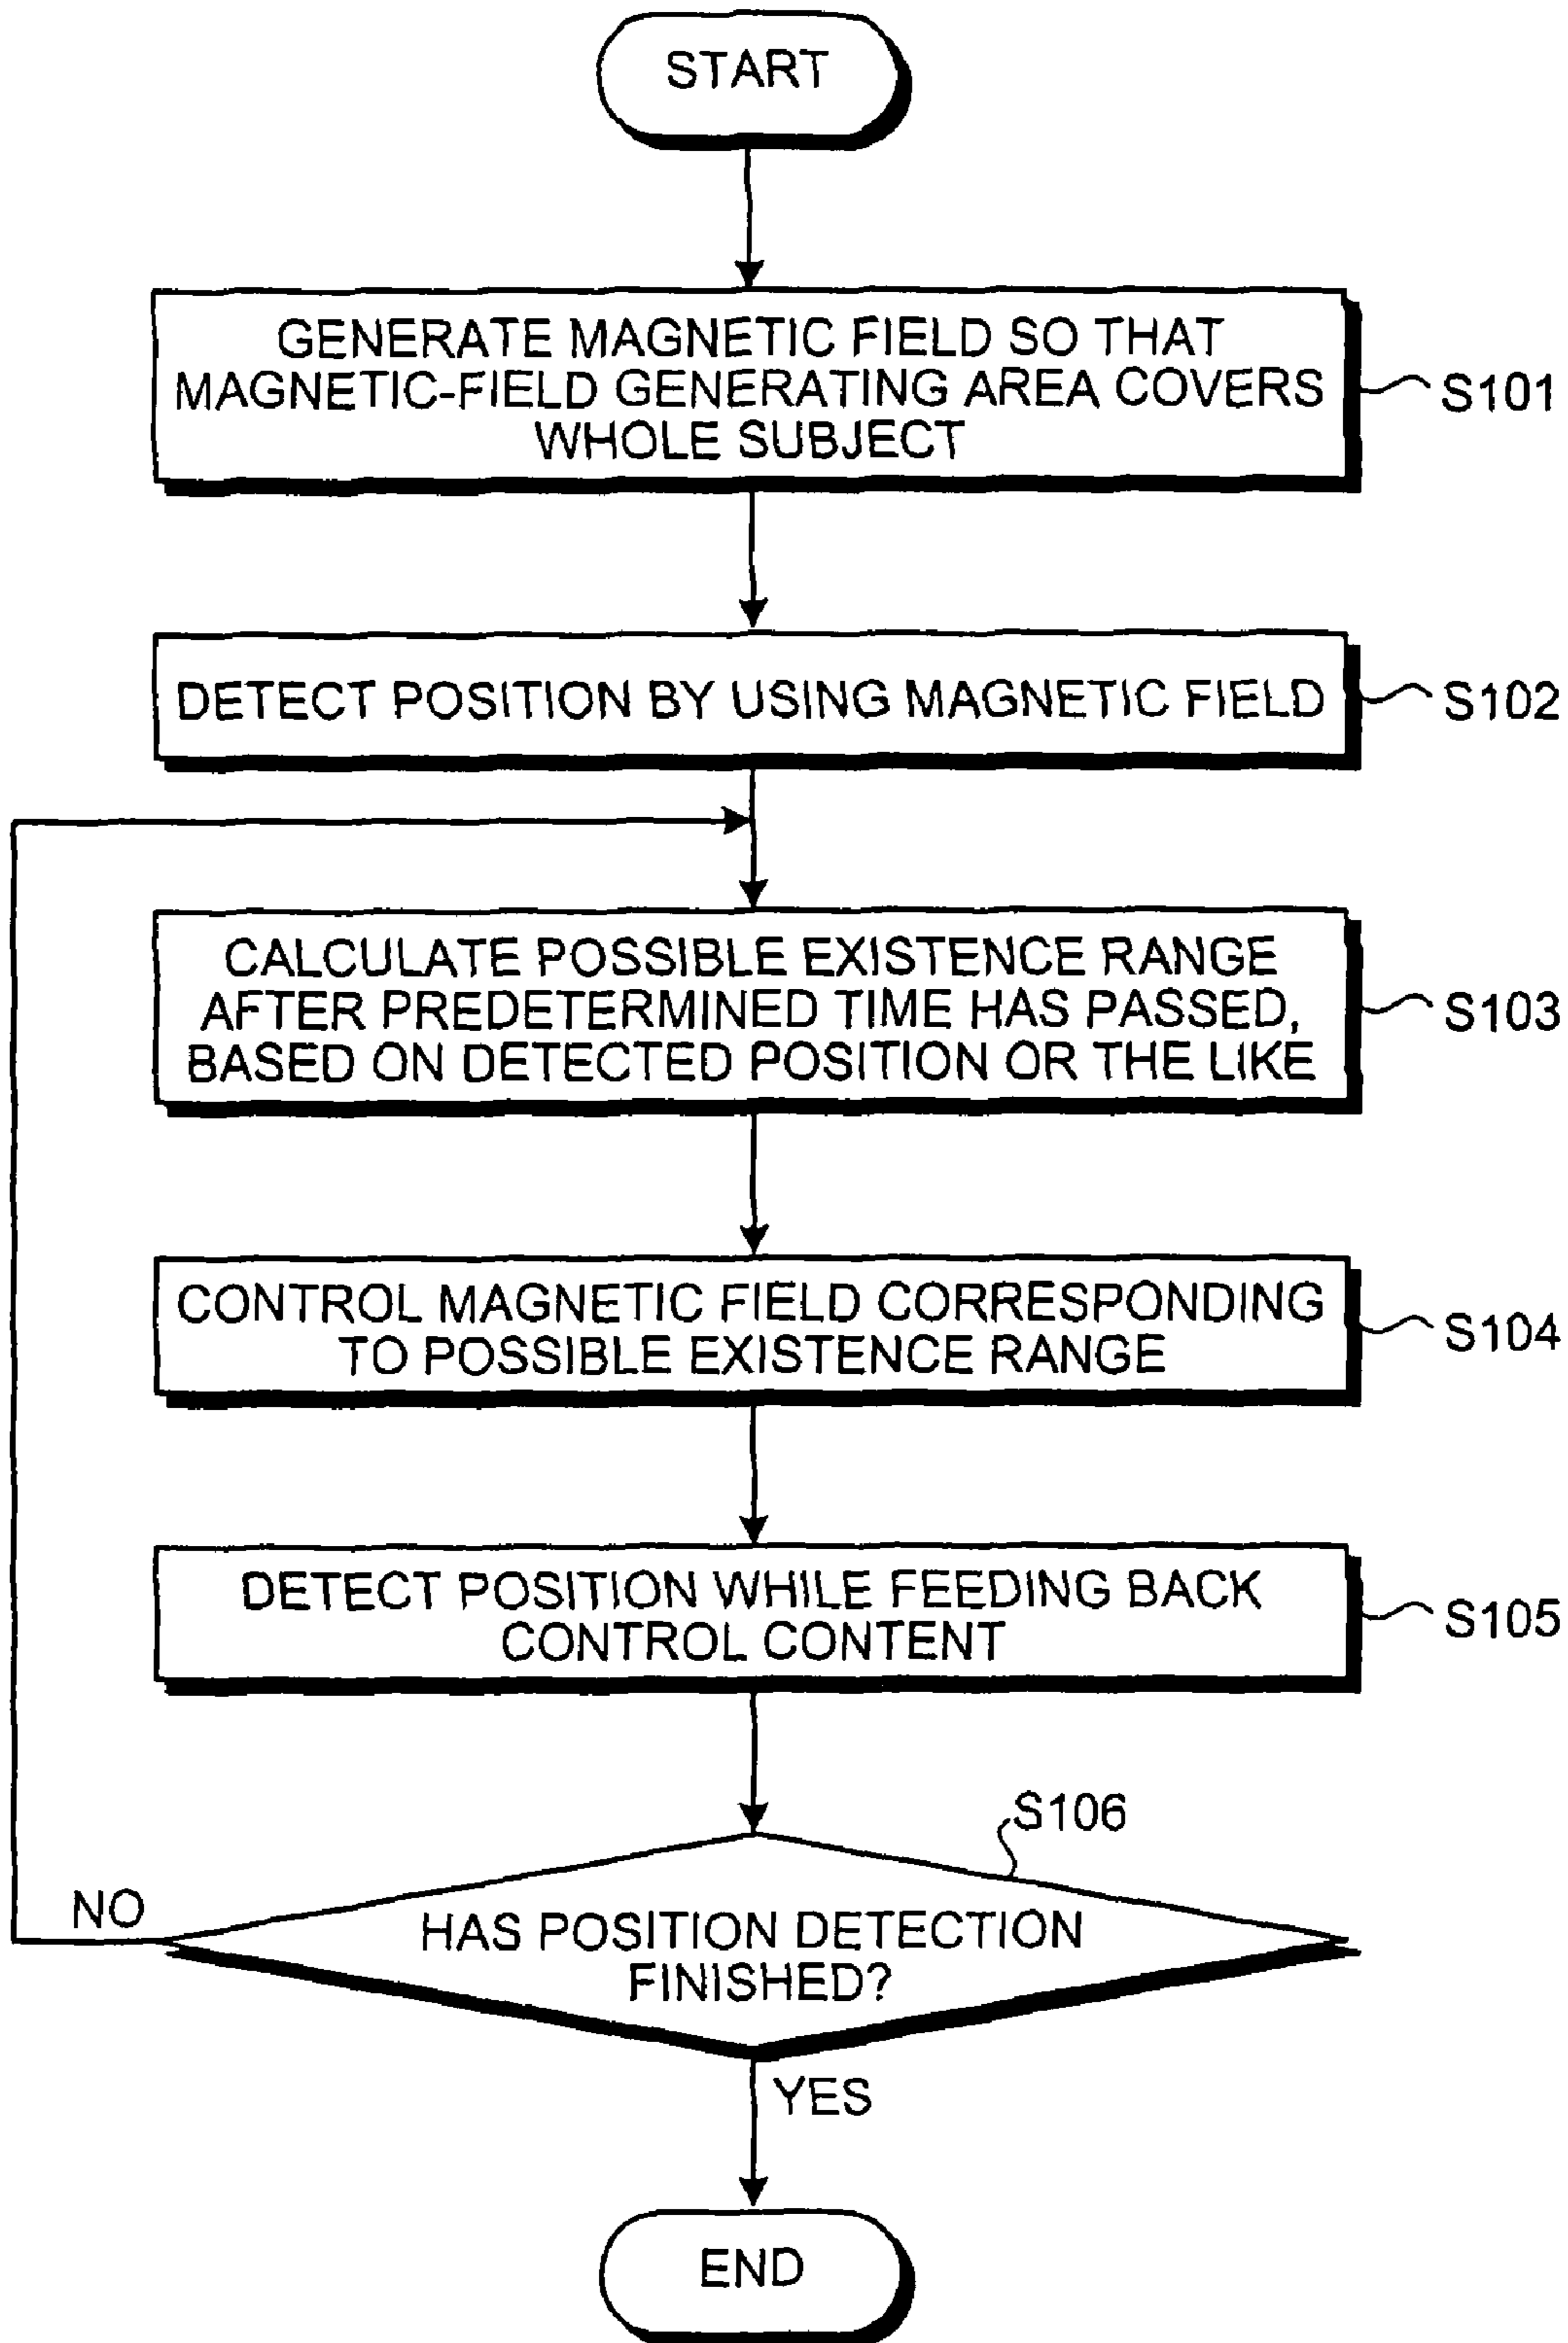 START
GENERATE MAGNETIC FIELD SO THAT
MAGNETIC-FIELD GENERATING AREA COVERS
WHOLE SUBJECT
S101
DETECT POSITION BY USING MAGNETIC FIELD
S102
CALCULATE POSSIBLE EXISTENCE RANGE
AFTER PREDETERMINED TIME HAS PASSED,
BASED ON DETECTED POSITION OR THE LIKE
S103
CONTROL MAGNETIC FIELD CORRESPONDING
TO POSSIBLE EXISTENCE RANGE
S104
DETECT POSITION WHILE FEEDING BACK
CONTROL CONTENT
S105
S106
NO
HAS POSITION DETECTION
FINISHED?
YES
END